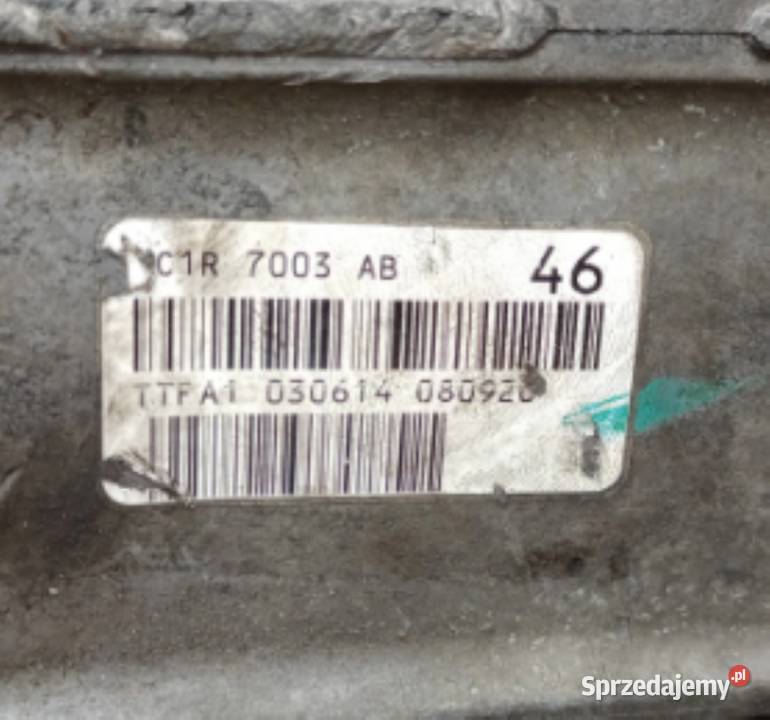 C1R 7003 AB 46
TTFA1 030614 080920
Sprzedajemy.pl